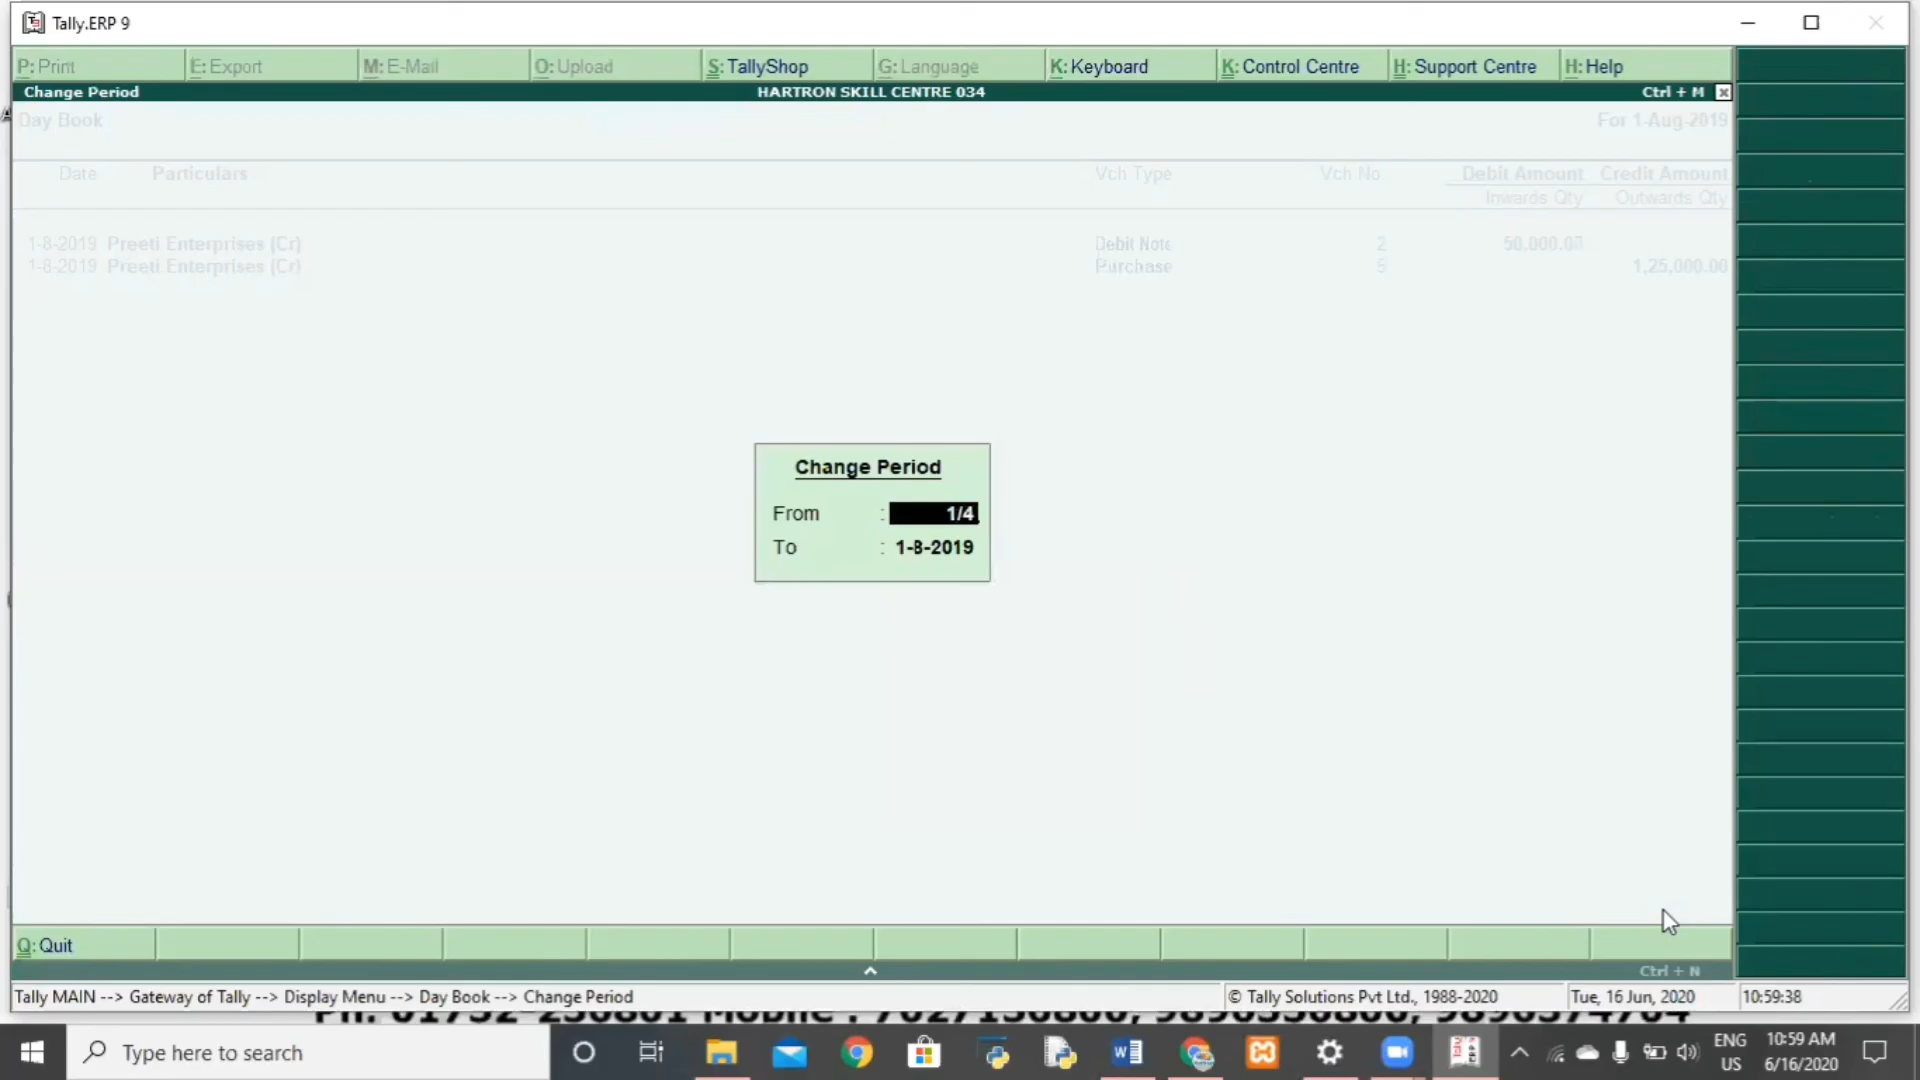 Tally.ERP 9
P: Print E: Export M: E-Mail O: Upload S: TallyShop G: Language K: Keyboard K: Control Centre H: Support Centre H: Help
Change Period HARTRON SKILL CENTRE 034 Ctrl + M
Day Book For 1-Aug-2019
Date Particulars Vch Type Vch No Debit Amount Credit Amount
Inwards Qty Outwards Qty
1-8-2019 Preeti Enterprises (Cr) Debit Note 2 50,000.00
1-8-2019 Preeti Enterprises (Cr) Purchase 5 1,25,000.00
Change Period
From : 1/4
To : 1-8-2019
Q: Quit
Ctrl + N
Tally MAIN --> Gateway of Tally --> Display Menu --> Day Book --> Change Period © Tally Solutions Pvt Ltd., 1988-2020 Tue, 16 Jun, 2020 10:59:38
Type here to search
ENG 10:59 AM
US 6/16/2020